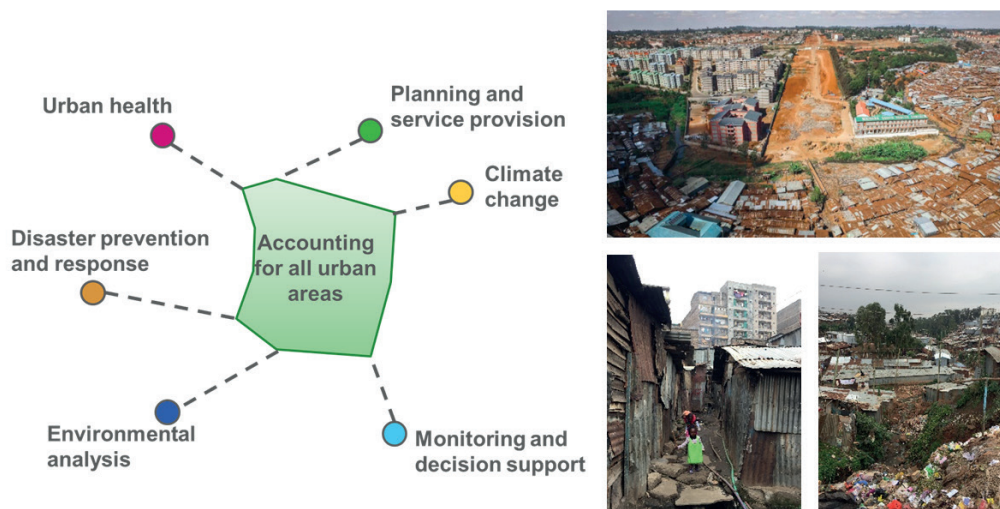 Urban health
Planning and
service provision
Climate
change
Disaster prevention
and response
Accounting
for all urban
areas
Environmental
analysis
Monitoring and
decision support